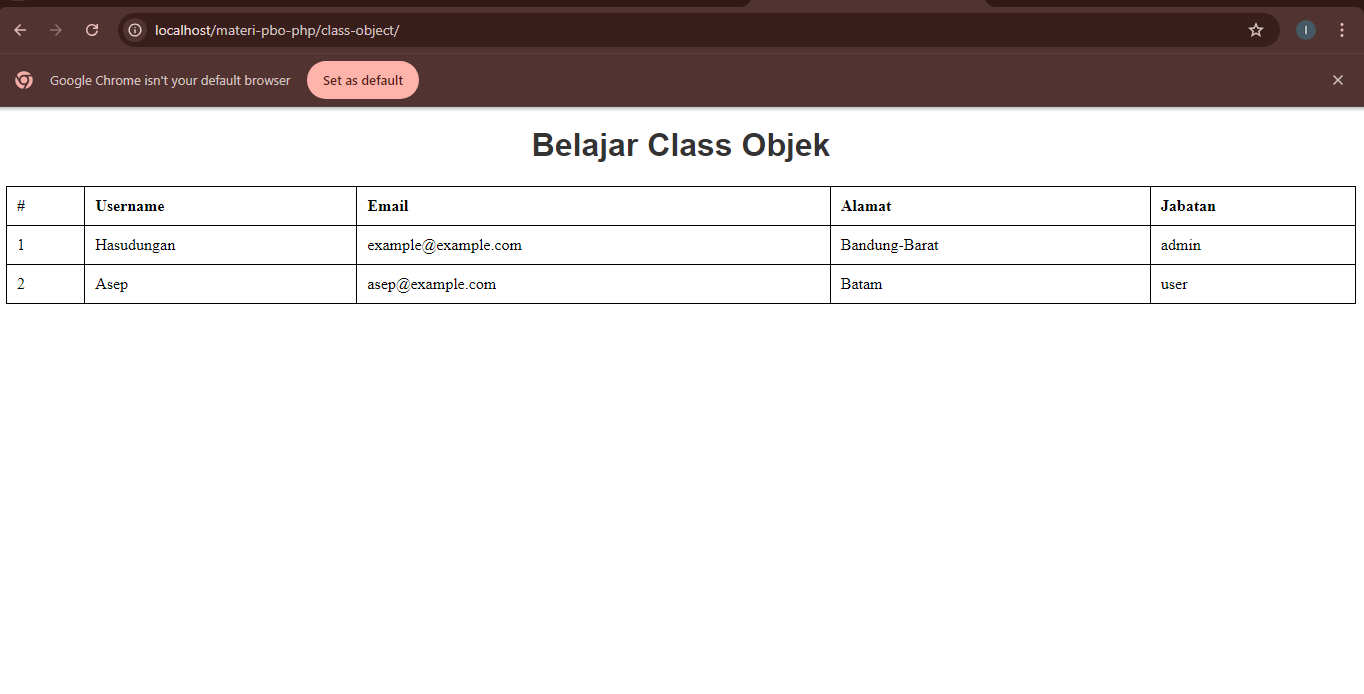 localhost/materi-pbo-php/class-object/
I
Google Chrome isn't your default browser Set as default
Belajar Class Objek
# Username Email Alamat Jabatan
1 Hasudungan example@example.com Bandung-Barat admin
2 Asep asep@example.com Batam user